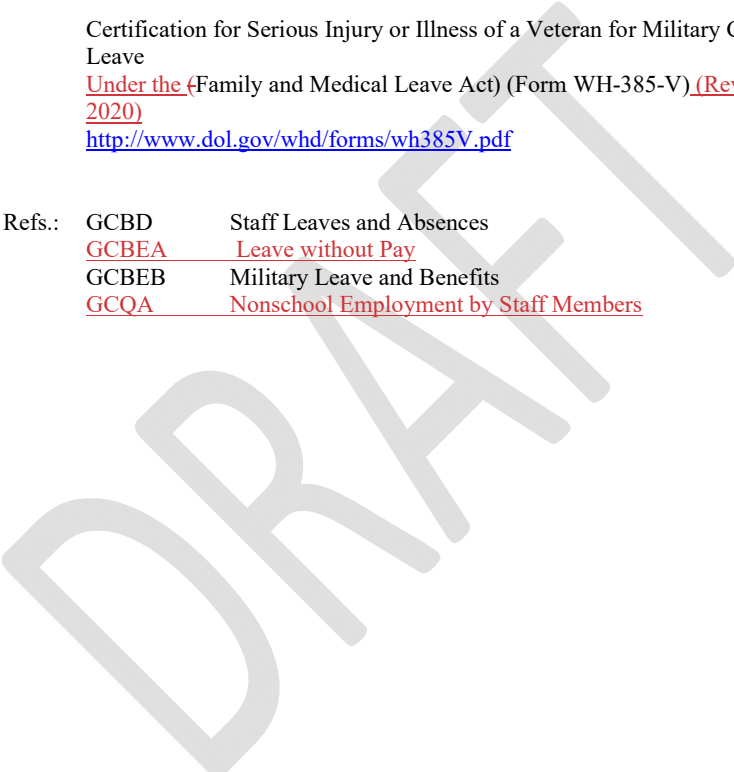 Certification for Serious Injury or Illness of a Veteran for Military
Leave
Under the (Family and Medical Leave Act) (Form WH-385-V) (Rev
2020)
http://www.dol.gov/whd/forms/wh385V.pdf
Refs.: GCBD Staff Leaves and Absences
GCBEA Leave without Pay
GCBEB Military Leave and Benefits
GCQA Nonschool Employment by Staff Members
DRAFT